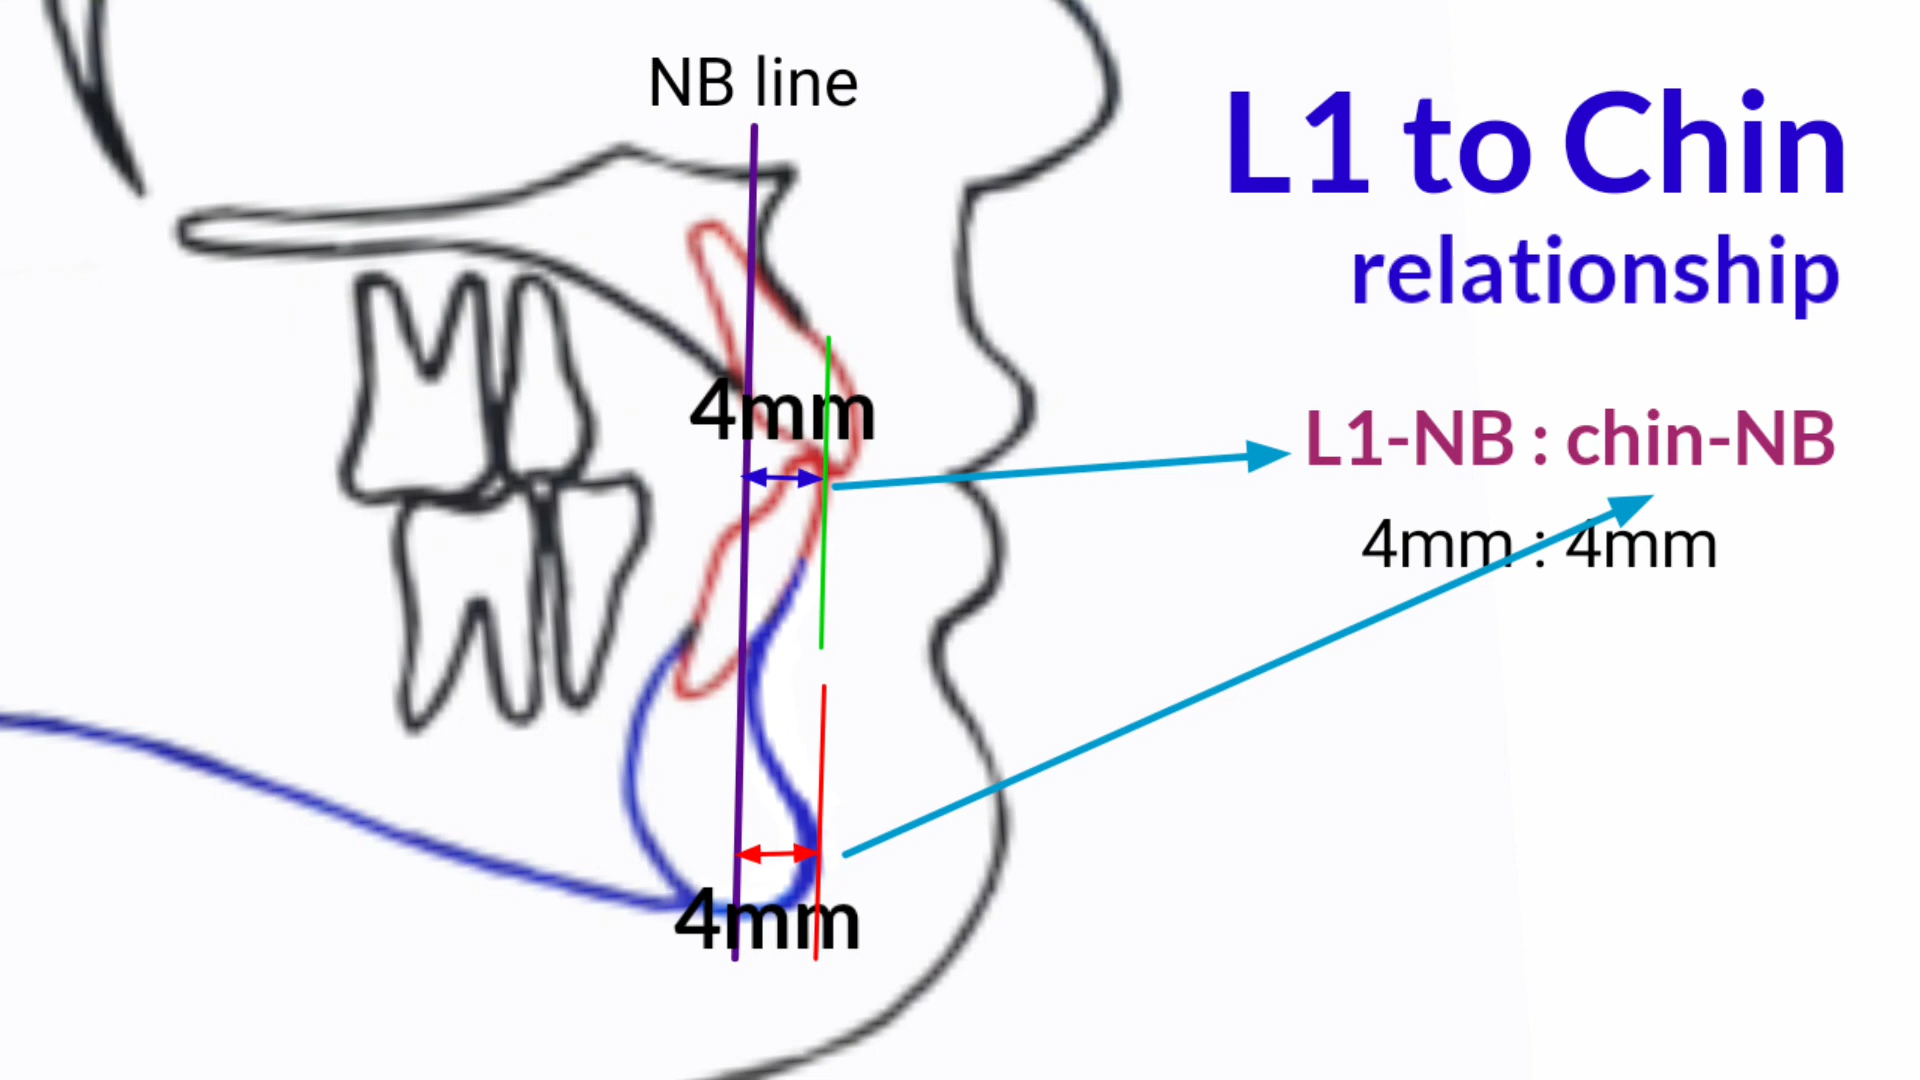 NB line
L1 to Chin
relationship
4mm
L1-NB : chin-NB
4mm : 4mm
4mm